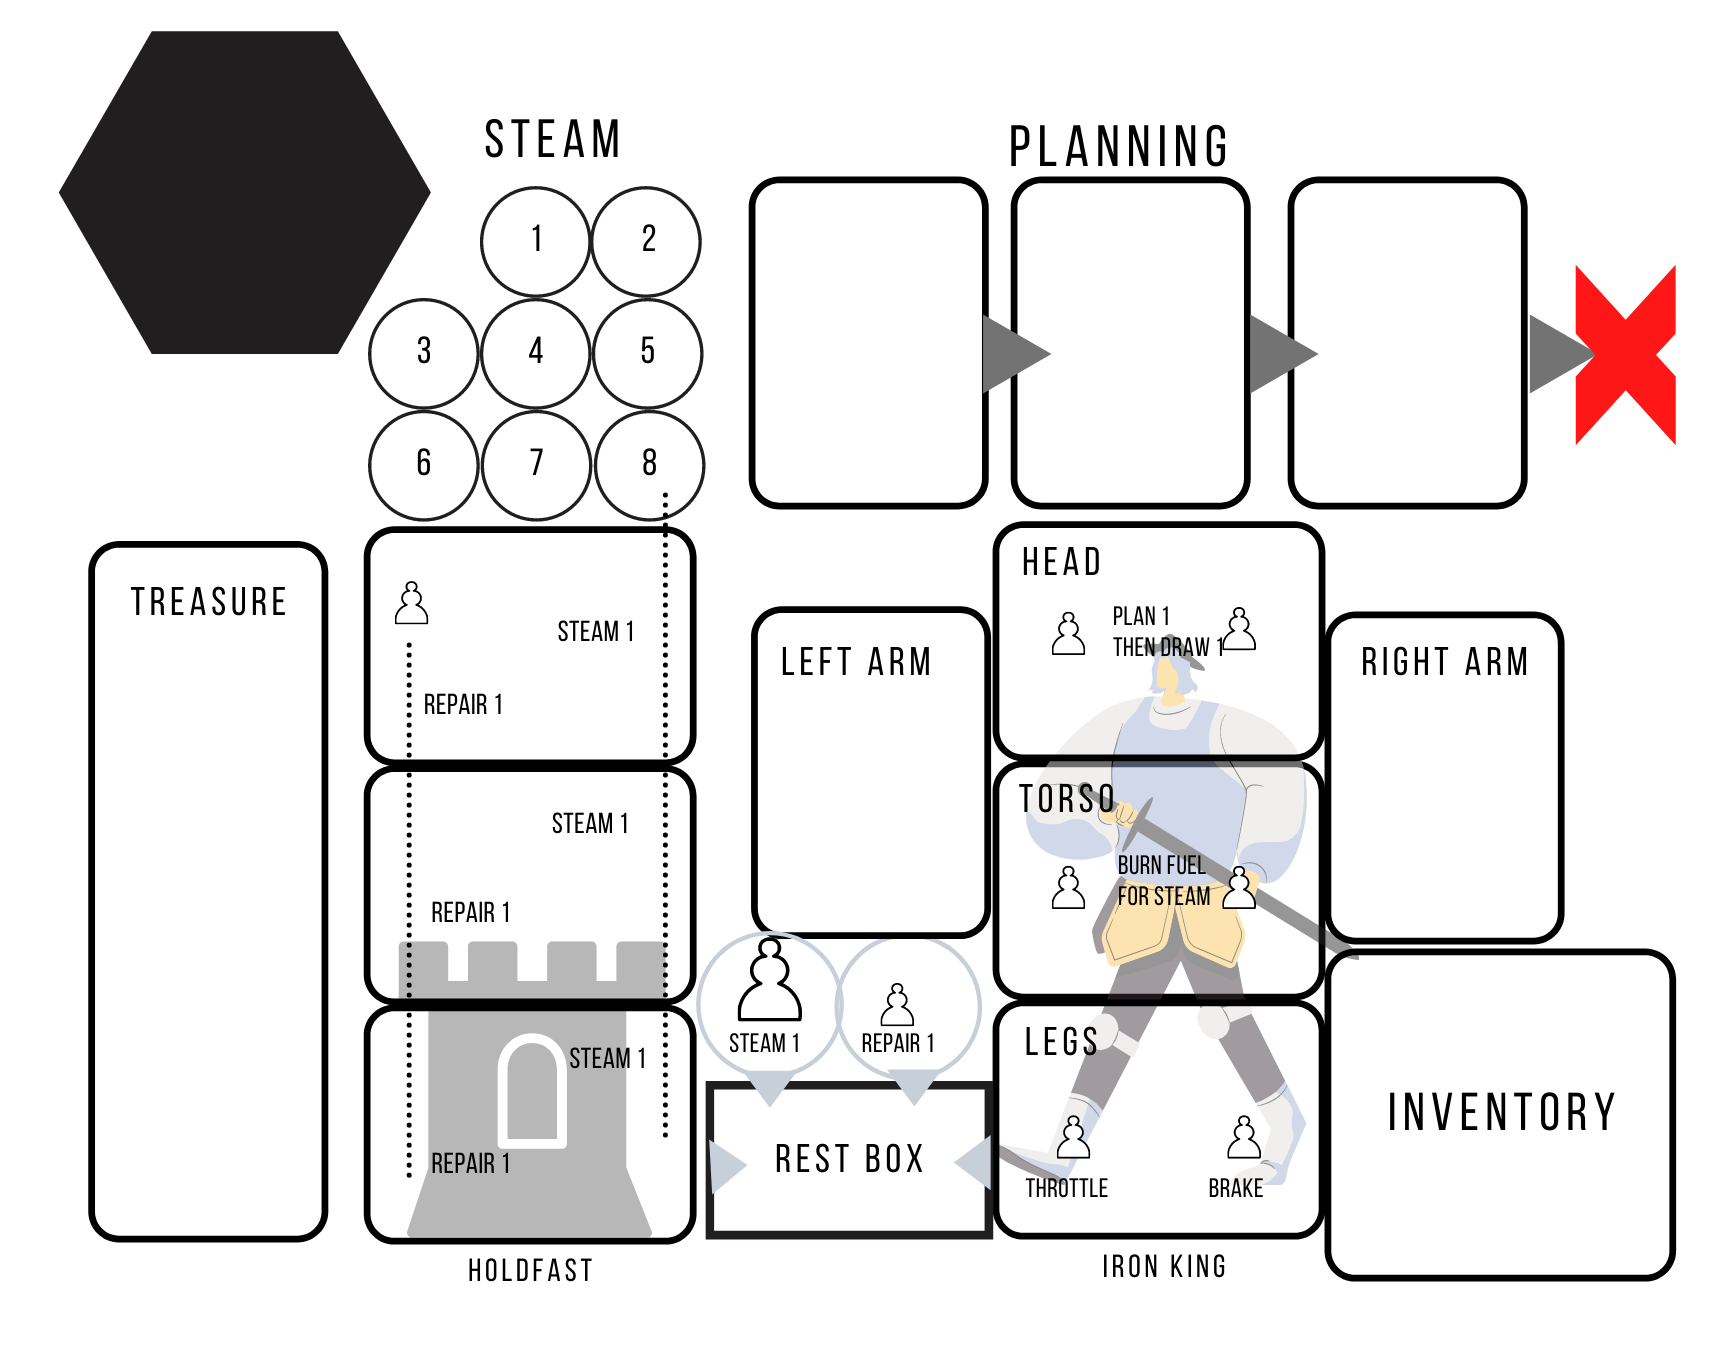 STEAM
1
2
3
4
5
6
7
8
PLANNING
TREASURE
STEAM 1
REPAIR 1
STEAM 1
REPAIR 1
STEAM 1
REPAIR 1
HOLDFAST
LEFT ARM
STEAM 1
REPAIR 1
REST BOX
HEAD
PLAN 1
THEN DRAW 1
TORSO
BURN FUEL
FOR STEAM
LEGS
THROTTLE
BRAKE
IRON KING
RIGHT ARM
INVENTORY